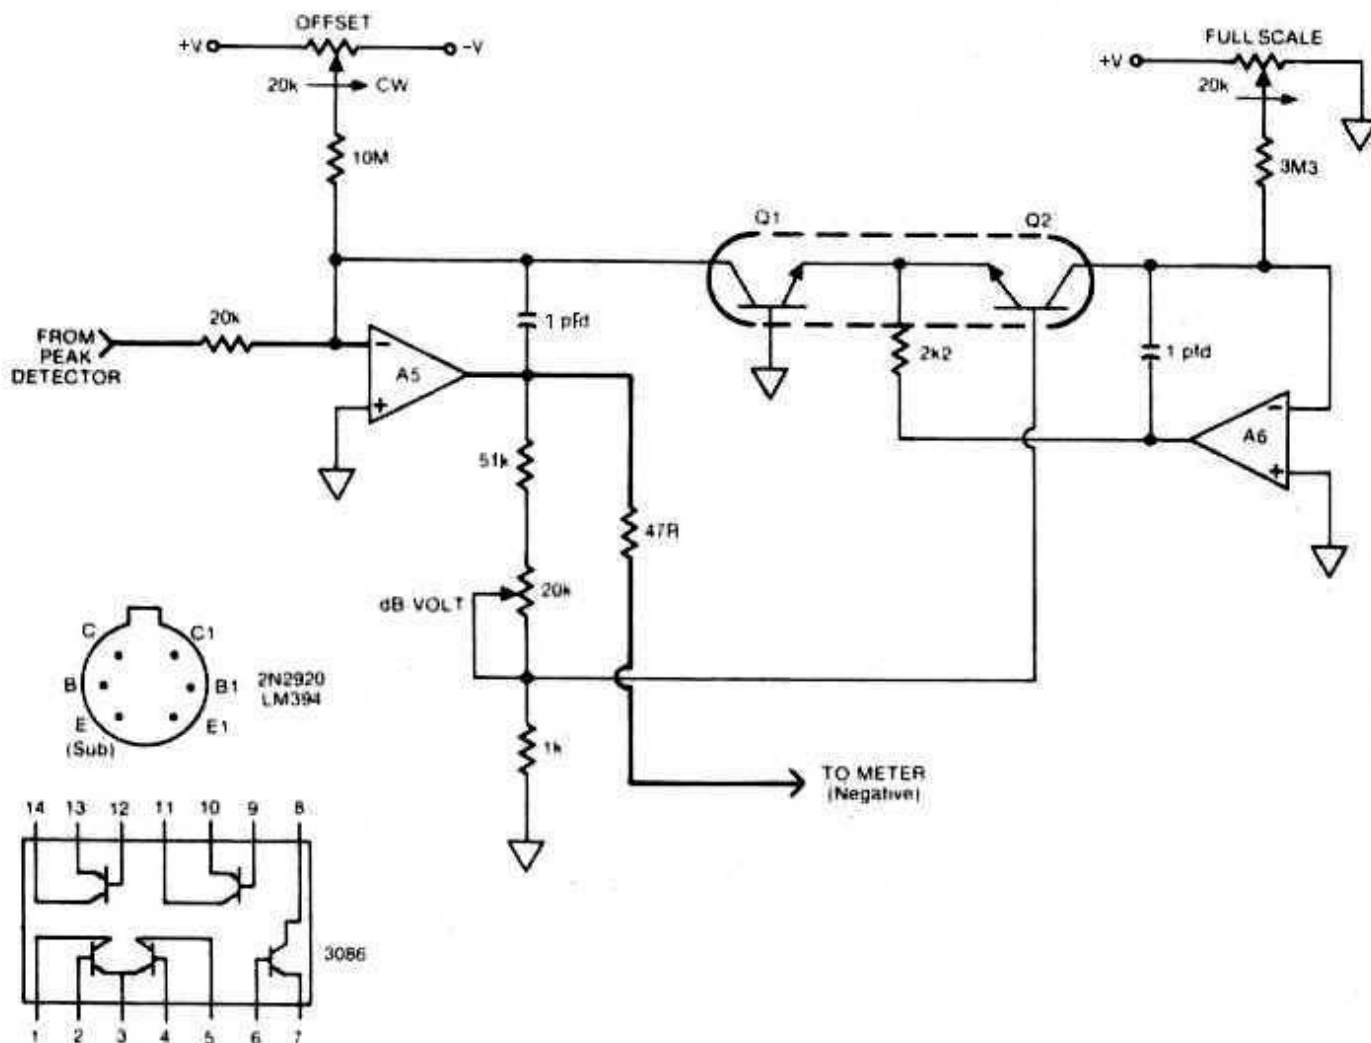 OFFSET
+V
-V
20k
CW
10M
FULL SCALE
+V
20k
3M3
Q1
Q2
20k
FROM
PEAK
DETECTOR
-
A5
+
1 pFd
2k2
1 pfd
-
A6
+
51k
47R
20k
dB VOLT
1k
TO METER
(Negative)
C
C1
B
B1
E
E1
(Sub)
2N2920
LM394
14 13 12 11 10 9 8
3086
1 2 3 4 5 6 7